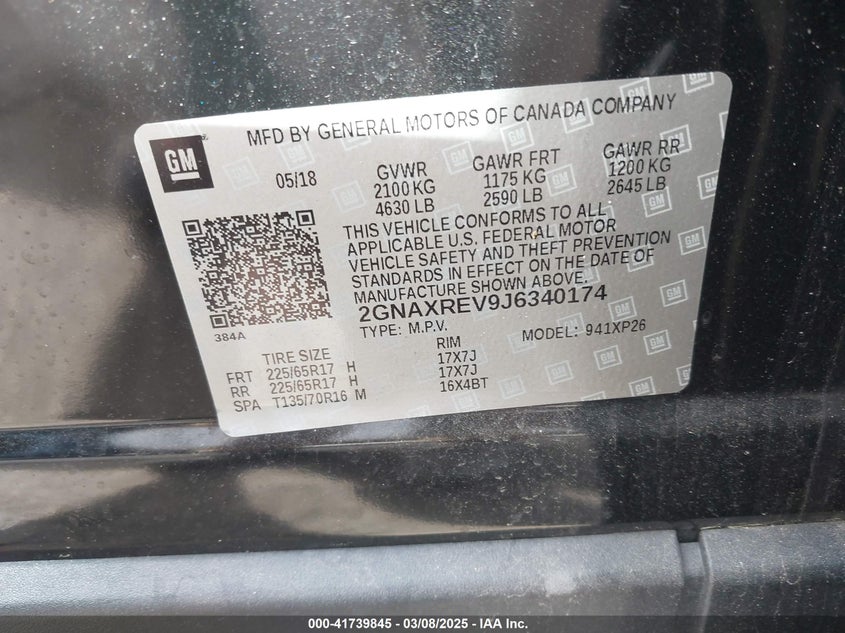 MFD BY GENERAL MOTORS OF CANADA COMPANY
GM
05/18
GVWR GAWR FRT GAWR RR
2100 KG 1175 KG 1200 KG
4630 LB 2590 LB 2645 LB
THIS VEHICLE CONFORMS TO ALL
APPLICABLE U.S. FEDERAL MOTOR
VEHICLE SAFETY AND THEFT PREVENTION
STANDARDS IN EFFECT ON THE DATE OF
MANUFACTURE SHOWN ABOVE.
2GNAXREV9J6340174
384A
TYPE: M.P.V. MODEL: 941XP26
TIRE SIZE RIM
FRT 225/65R17 H 17X7J
RR 225/65R17 H 17X7J
SPA T135/70R16 M 16X4BT
000-41739845 - 03/08/2025 - IAA Inc.